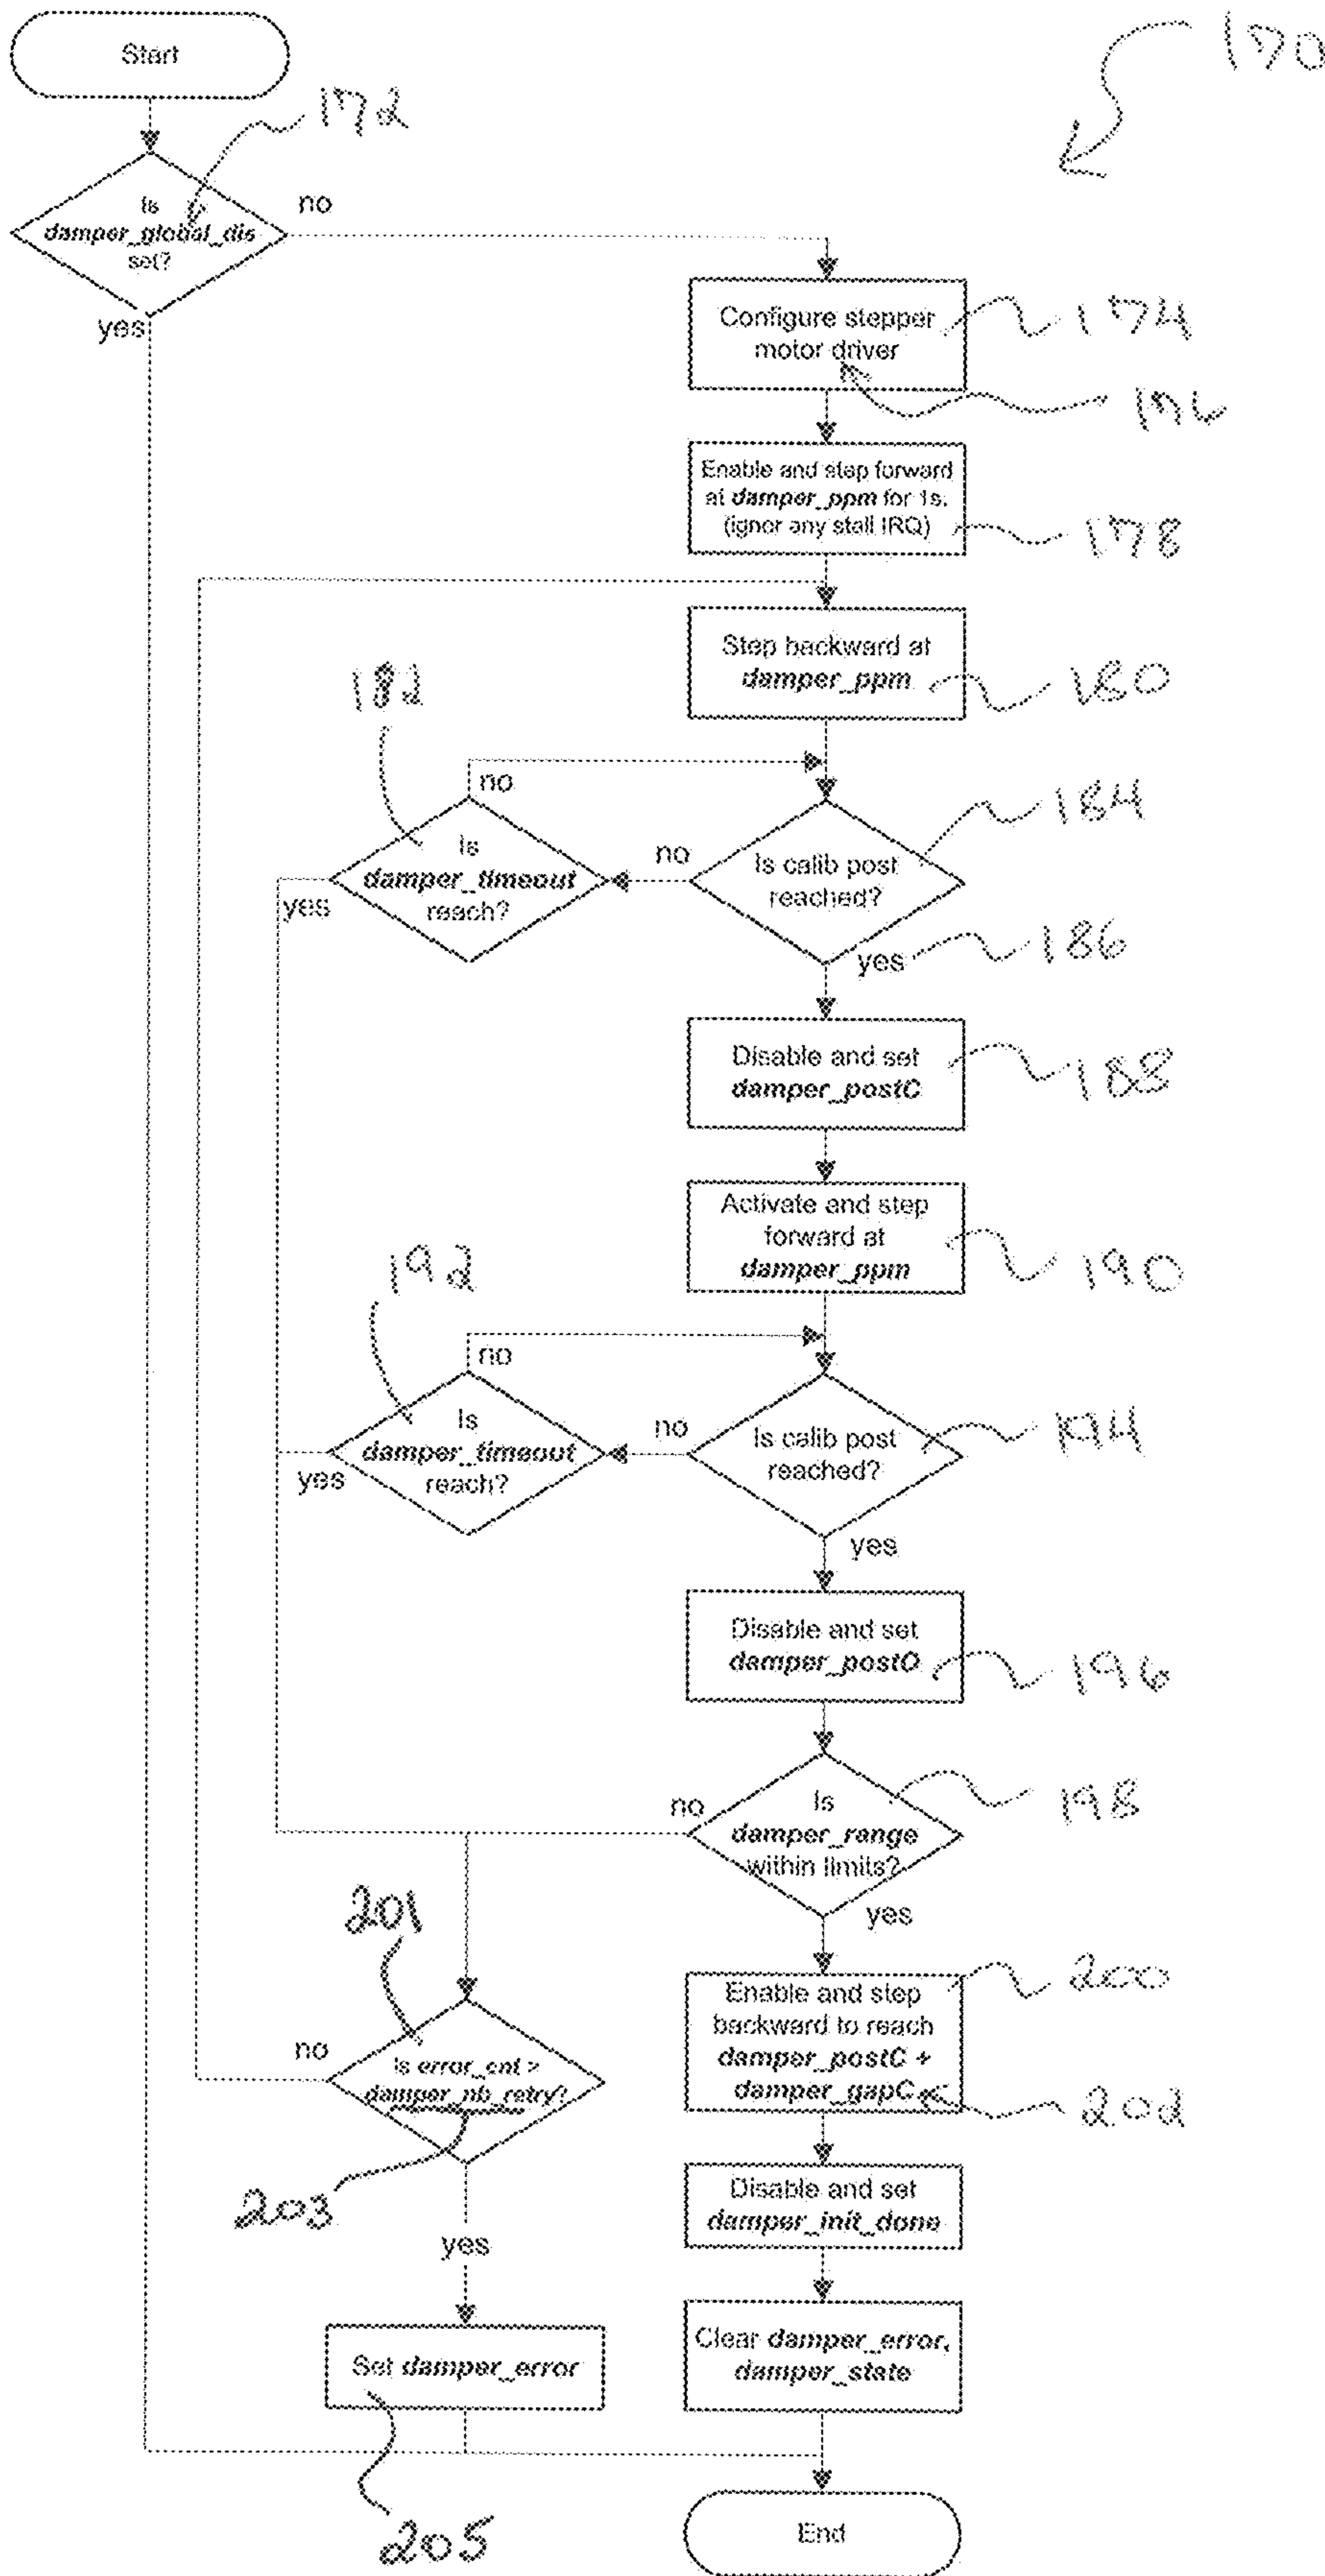 Start
170
172
Is
damper_global_dis
set?
no
yes
Configure stepper
motor driver
174
176
Enable and step forward
at damper_ppm for 1s.
(ignor any stall IRQ)
178
Step backward at
damper_ppm
180
182
no
Is
damper_timeout
reach?
yes
no
Is calib post
reached?
184
yes
186
Disable and set
damper_postC
188
Activate and step
forward at
damper_ppm
190
192
no
Is
damper_timeout
reach?
yes
no
Is calib post
reached?
194
yes
Disable and set
damper_postO
196
no
Is
damper_range
within limits?
198
yes
201
Enable and step
backward to reach
damper_postC +
damper_gapC
200
202
no
Is error_cnt >
damper_nb_retry?
203
yes
Disable and set
damper_init_done
Set damper_error
205
Clear damper_error,
damper_state
End